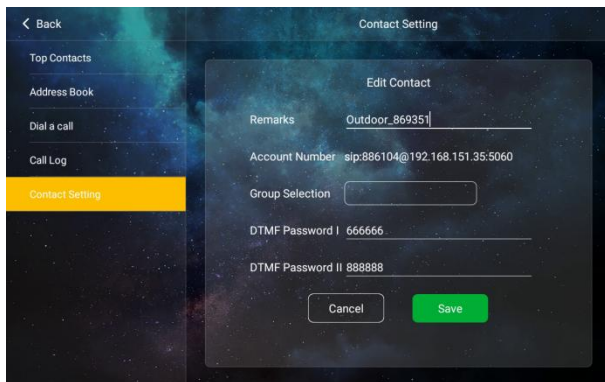 Back
Contact Setting
Top Contacts
Address Book
Dial a call
Call Log
Contact Setting
Edit Contact
Remarks Outdoor_869351
Account Number sip:886104@192.168.151.35:5060
Group Selection
DTMF Password I 666666
DTMF Password II 888888
Cancel Save